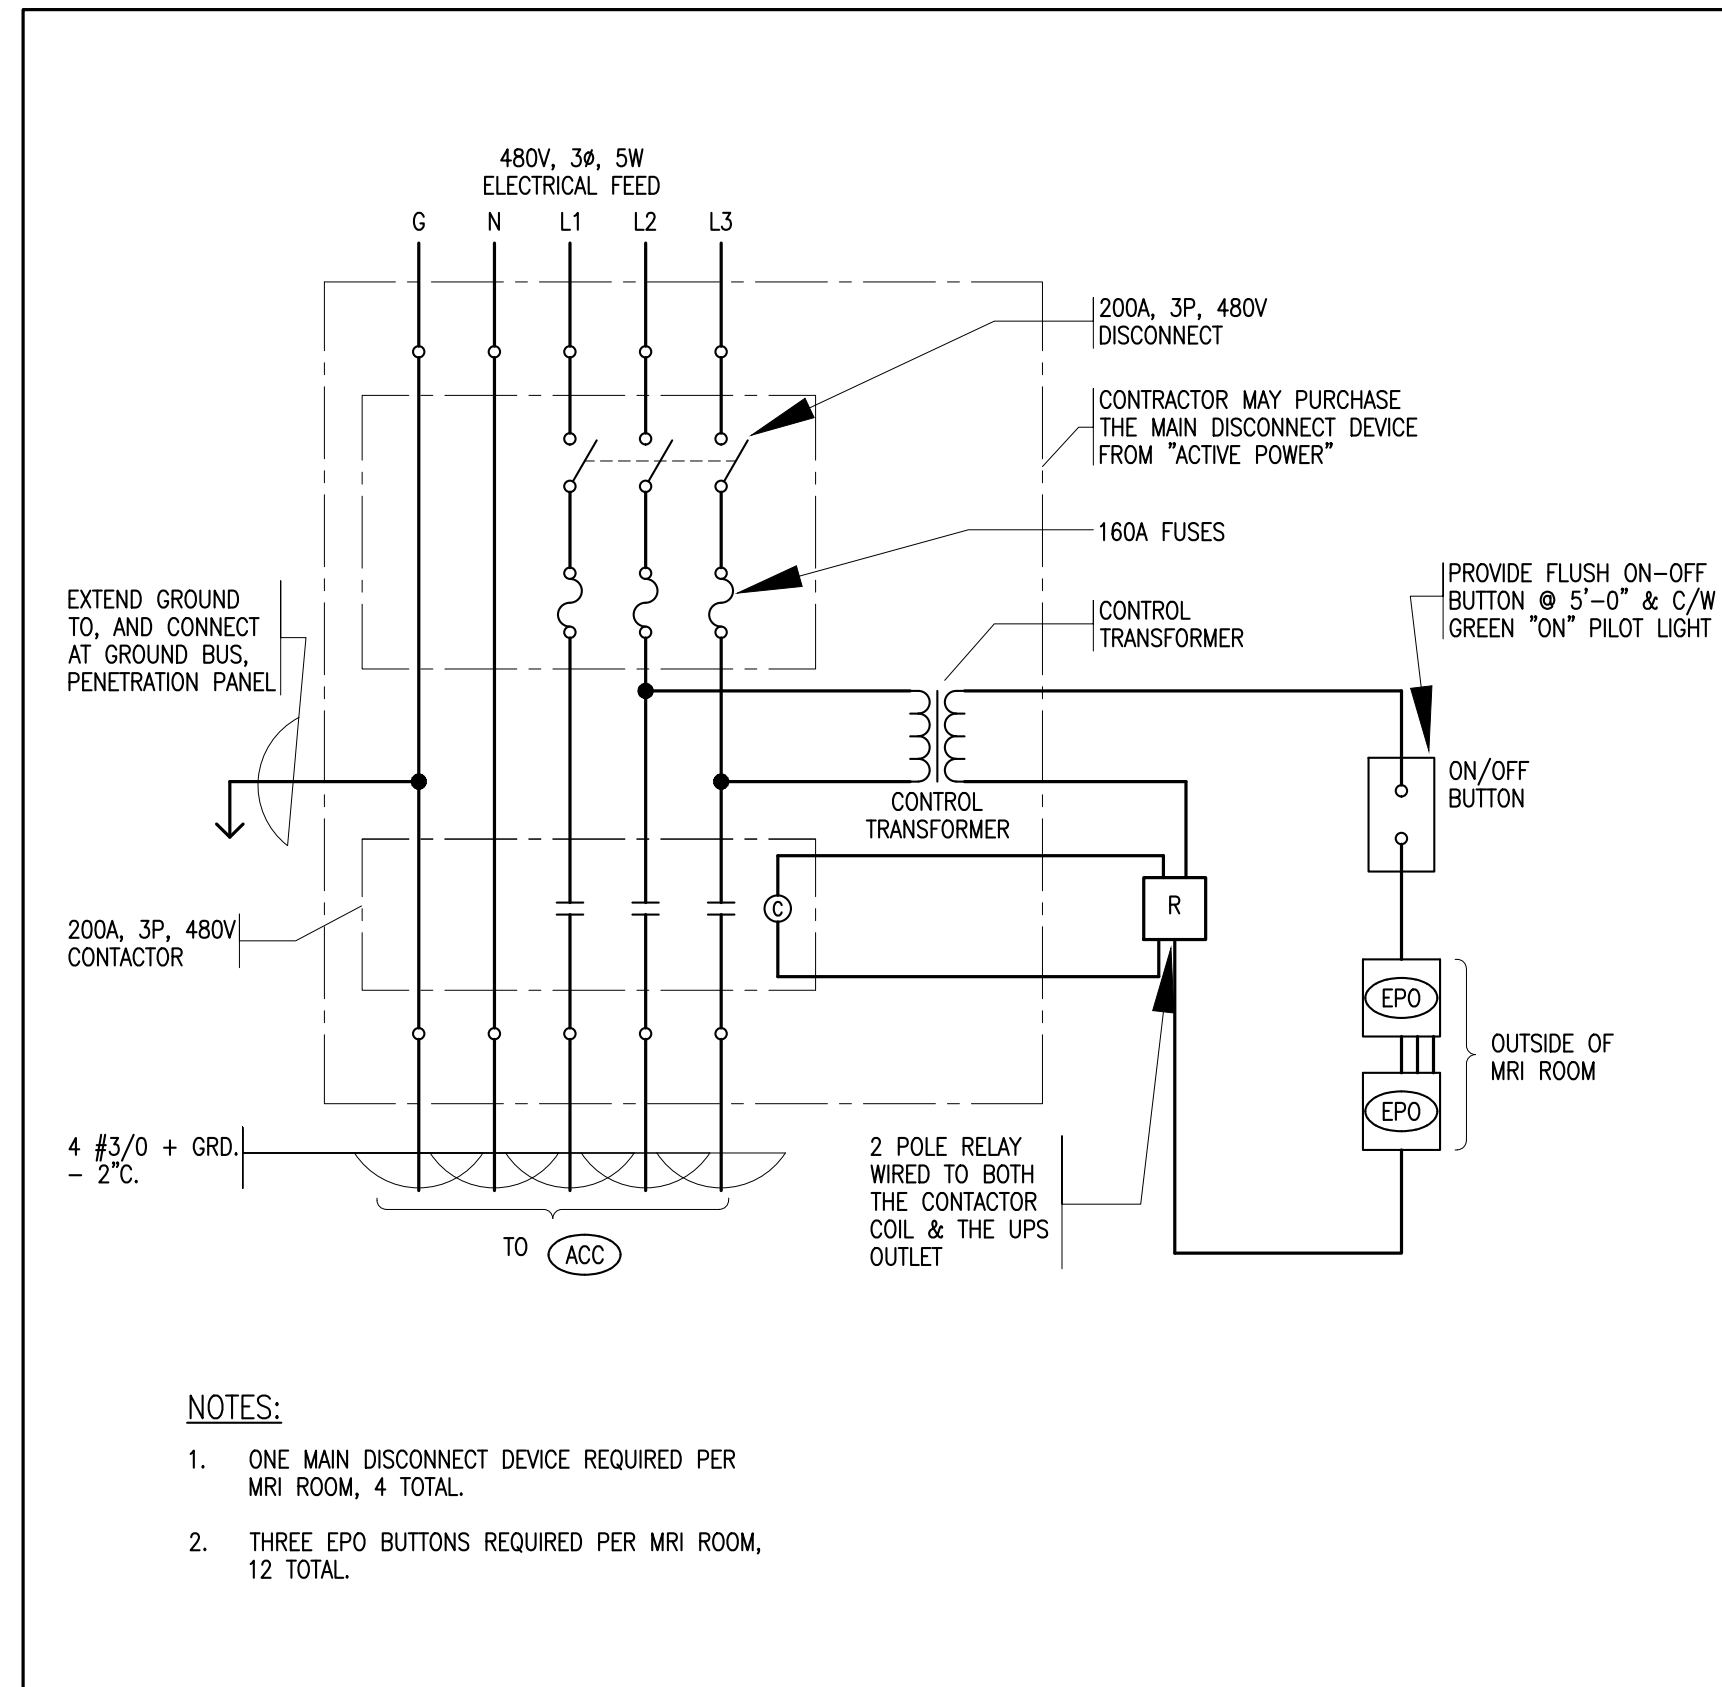 480V, 3ø, 5W
ELECTRICAL FEED
G N L1 L2 L3
200A, 3P, 480V
DISCONNECT
CONTRACTOR MAY PURCHASE
THE MAIN DISCONNECT DEVICE
FROM "ACTIVE POWER"
160A FUSES
CONTROL
TRANSFORMER
PROVIDE FLUSH ON-OFF
BUTTON @ 5'-0" & C/W
GREEN "ON" PILOT LIGHT
EXTEND GROUND
TO, AND CONNECT
AT GROUND BUS,
PENETRATION PANEL
ON/OFF
BUTTON
CONTROL
TRANSFORMER
C
R
200A, 3P, 480V
CONTACTOR
EPO
EPO
OUTSIDE OF
MRI ROOM
4 #3/0 + GRD.
- 2"C.
2 POLE RELAY
WIRED TO BOTH
THE CONTACTOR
COIL & THE UPS
OUTLET
TO ACC
NOTES:
1. ONE MAIN DISCONNECT DEVICE REQUIRED PER
MRI ROOM, 4 TOTAL.
2. THREE EPO BUTTONS REQUIRED PER MRI ROOM,
12 TOTAL.